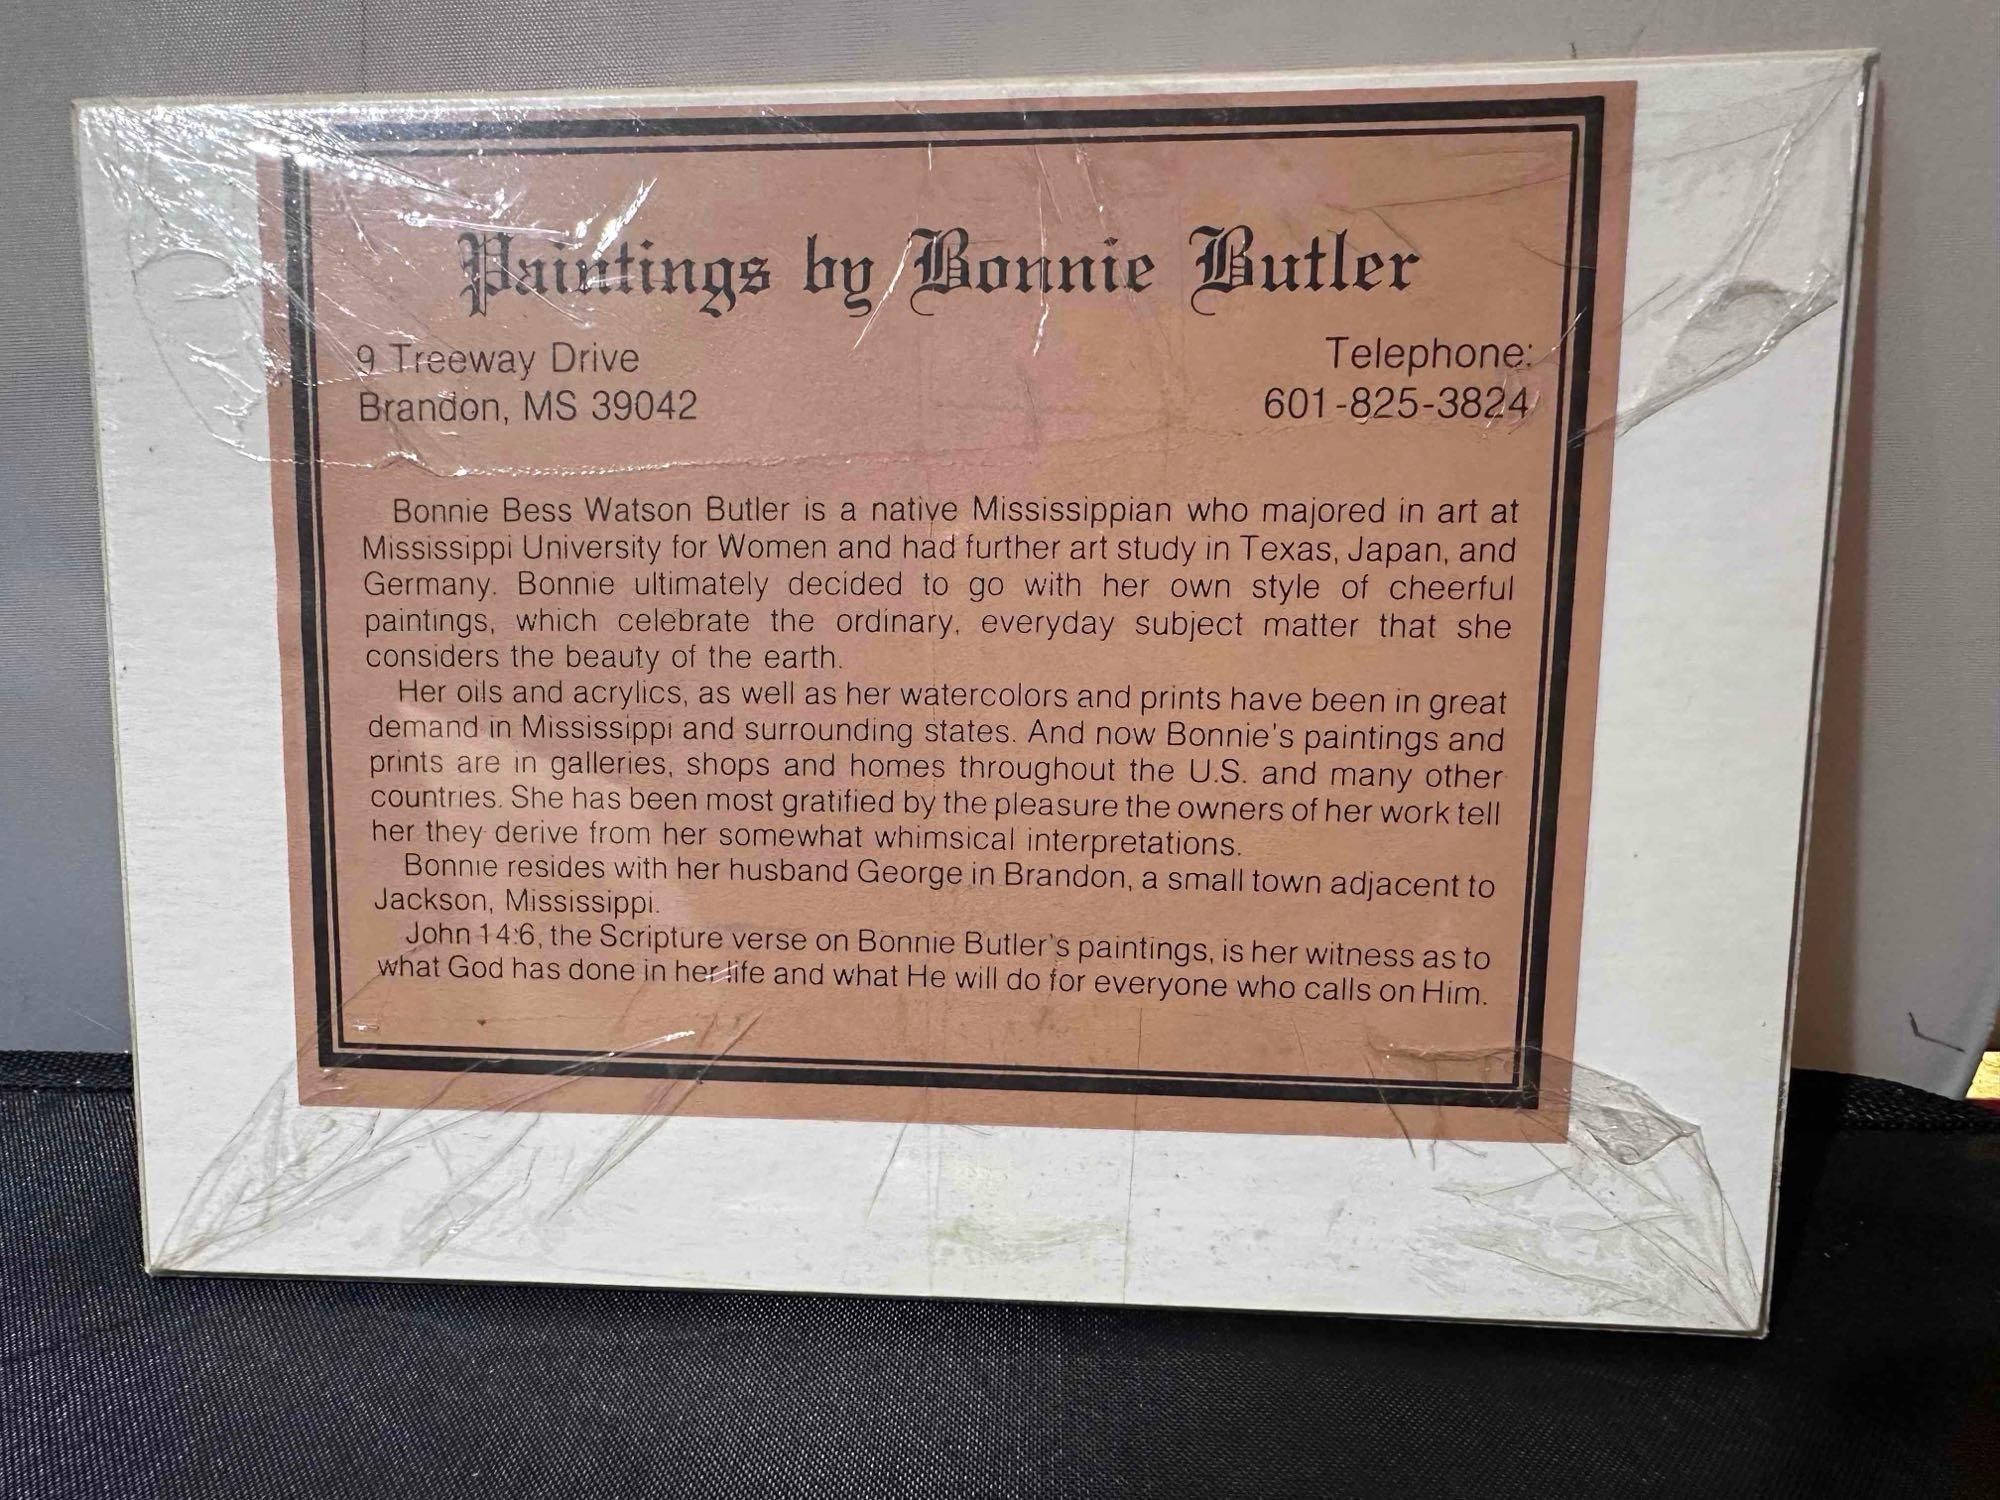 Paintings by Bonnie Butler
9 Treeway Drive
Brandon, MS 39042
Telephone:
601-825-3824
Bonnie Bess Watson Butler is a native Mississippian who majored in art at
Mississippi University for Women and had further art study in Texas, Japan, and
Germany. Bonnie ultimately decided to go with her own style of cheerful
paintings, which celebrate the ordinary, everyday subject matter that she
considers the beauty of the earth.
Her oils and acrylics, as well as her watercolors and prints have been in great
demand in Mississippi and surrounding states. And now Bonnie's paintings and
prints are in galleries, shops and homes throughout the U.S. and many other
countries. She has been most gratified by the pleasure the owners of her work tell
her they derive from her somewhat whimsical interpretations.
Bonnie resides with her husband George in Brandon, a small town adjacent to
Jackson, Mississippi.
John 14:6, the Scripture verse on Bonnie Butler's paintings, is her witness as to
what God has done in her life and what He will do for everyone who calls on Him.